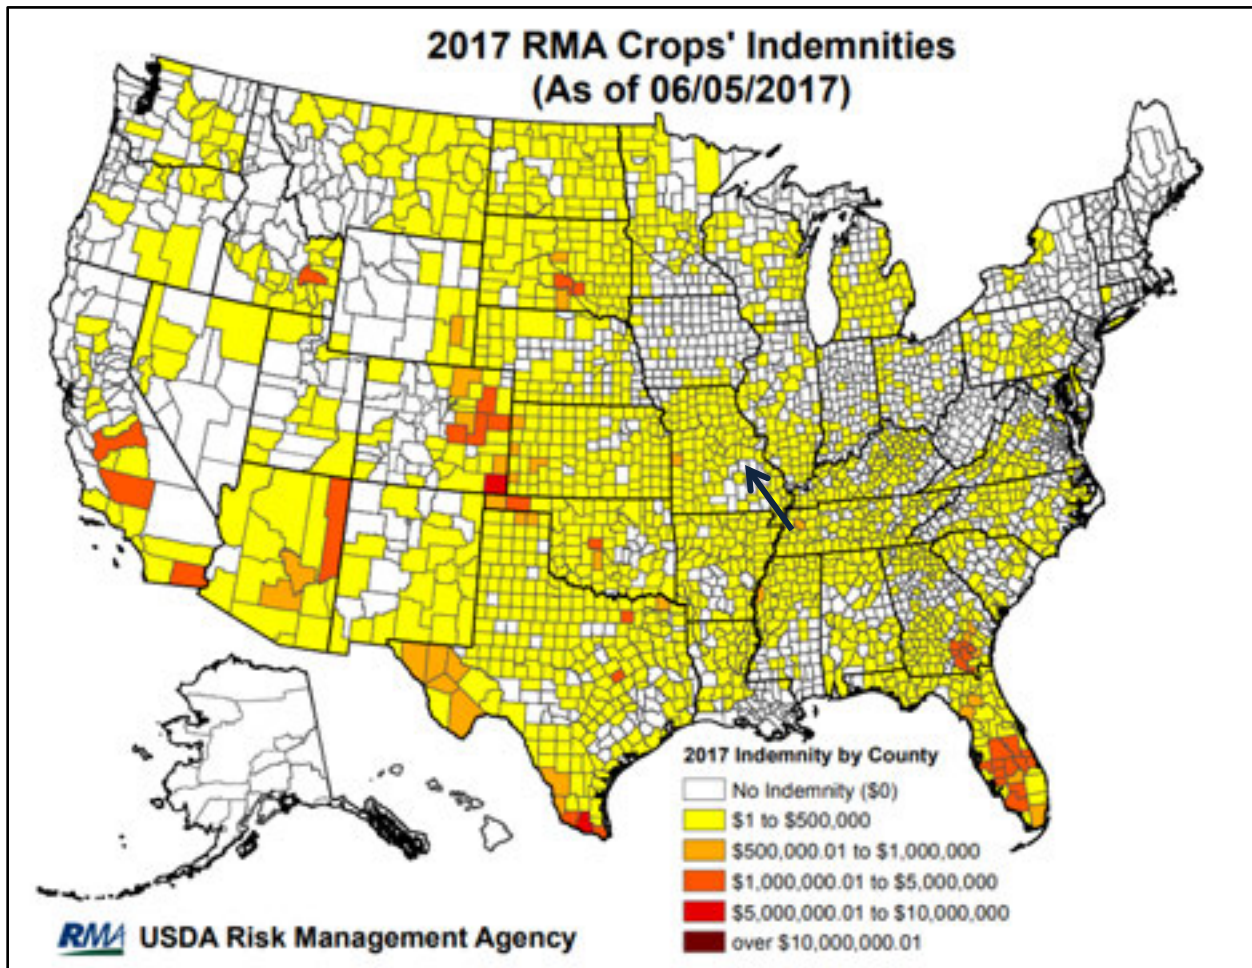 2017 RMA Crops' Indemnities
(As of 06/05/2017)
2017 Indemnity by County
No Indemnity ($0)
$1 to $500,000
$500,000.01 to $1,000,000
$1,000,000.01 to $5,000,000
$5,000,000.01 to $10,000,000
over $10,000,000.01
RMA USDA Risk Management Agency